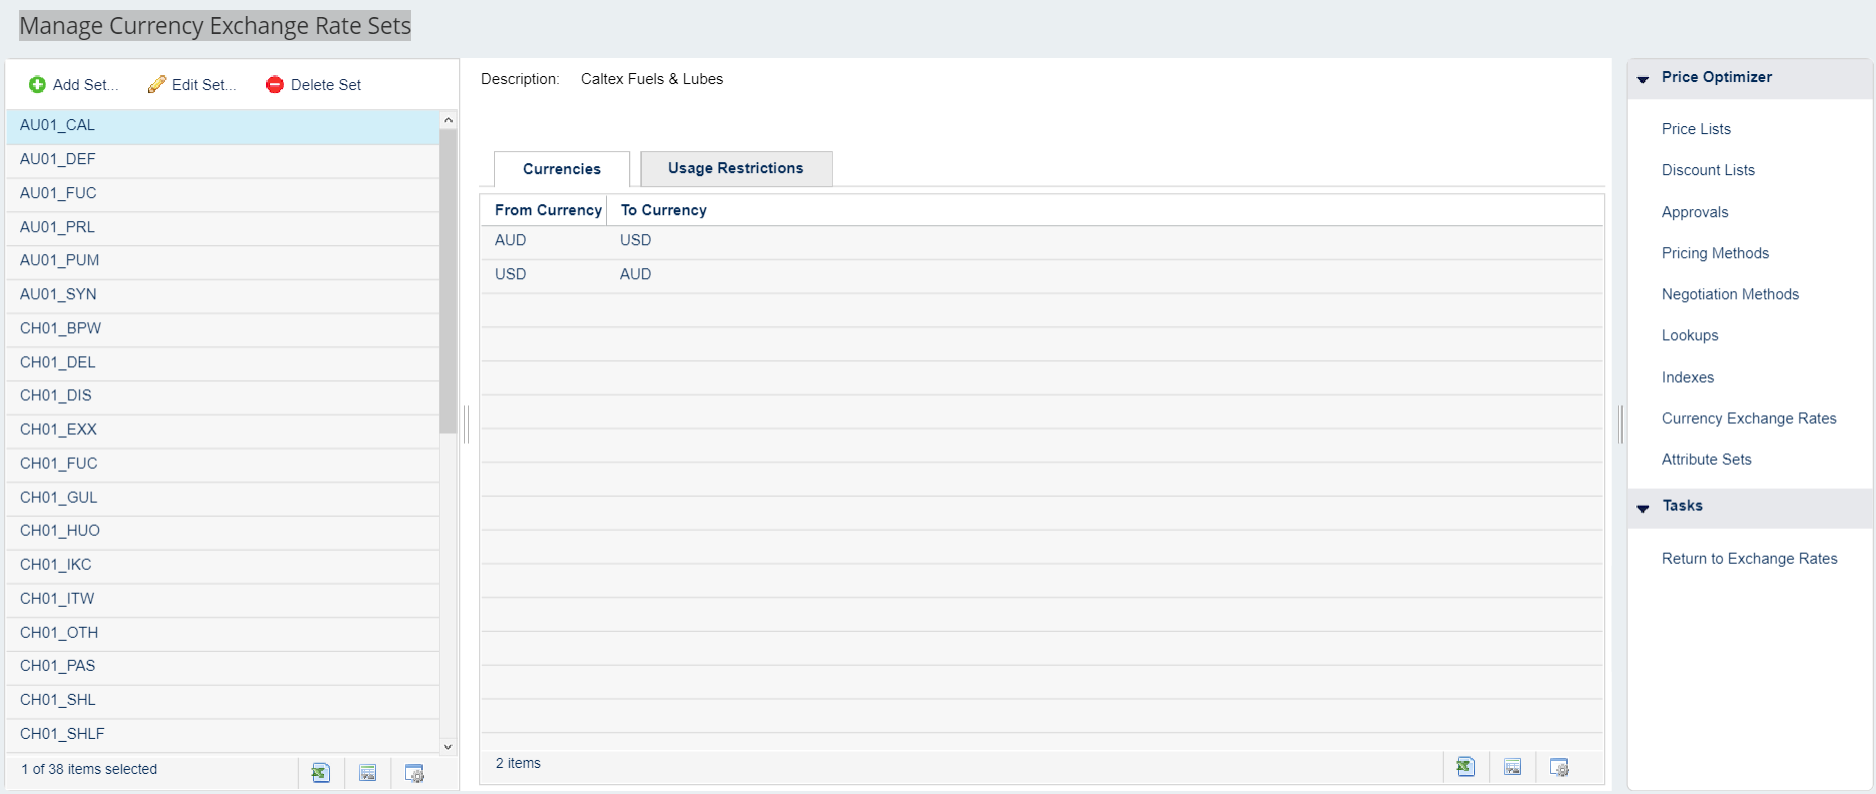 Manage Currency Exchange Rate Sets
Add Set... Edit Set... Delete Set
AU01_CAL
AU01_DEF
AU01_FUC
AU01_PRL
AU01_PUM
AU01_SYN
CH01_BPW
CH01_DEL
CH01_DIS
CH01_EXX
CH01_FUC
CH01_GUL
CH01_HUO
CH01_IKC
CH01_ITW
CH01_OTH
CH01_PAS
CH01_SHL
CH01_SHLF
1 of 38 items selected
Description: Caltex Fuels & Lubes
Currencies Usage Restrictions
From Currency To Currency
AUD USD
USD AUD
2 items
Price Optimizer
Price Lists
Discount Lists
Approvals
Pricing Methods
Negotiation Methods
Lookups
Indexes
Currency Exchange Rates
Attribute Sets
Tasks
Return to Exchange Rates